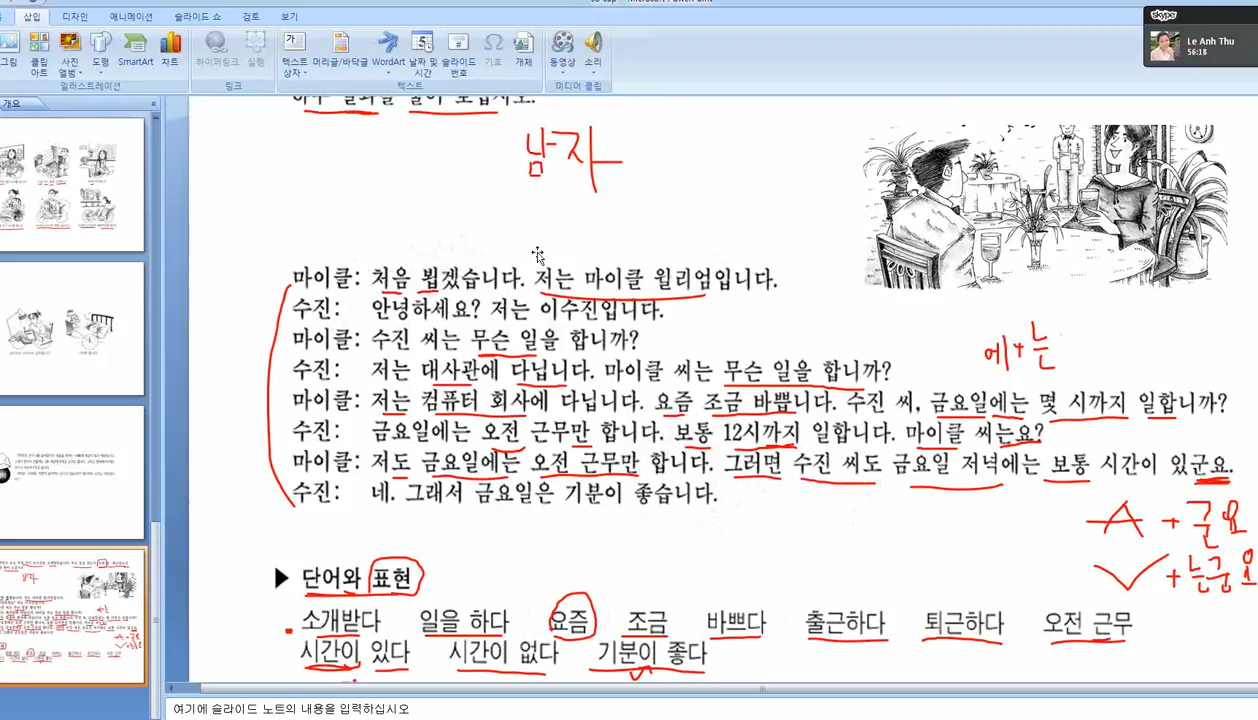 Microsoft PowerPoint
삽입 디자인 애니메이션 슬라이드 쇼 검토 보기
그림 클립 아트 사진 앨범 도형 SmartArt 차트 하이퍼링크 실행 텍스트 상자 머리글/바닥글 WordArt 날짜 및 시간 슬라이드 번호 기호 개체 동영상 소리
일러스트레이션 링크 텍스트 미디어 클립
skype
Le Anh Thu
56:18
개요
남자
마이클: 처음 뵙겠습니다. 저는 마이클 윌리엄입니다.
수진: 안녕하세요? 저는 이수진입니다.
마이클: 수진 씨는 무슨 일을 합니까?
에+는
수진: 저는 대사관에 다닙니다. 마이클 씨는 무슨 일을 합니까?
마이클: 저는 컴퓨터 회사에 다닙니다. 요즘 조금 바쁩니다. 수진 씨, 금요일에는 몇 시까지 일합니까?
수진: 금요일에는 오전 근무만 합니다. 보통 12시까지 일합니다. 마이클 씨는요?
마이클: 저도 금요일에는 오전 근무만 합니다. 그러면 수진 씨도 금요일 저녁에는 보통 시간이 있군요.
수진: 네. 그래서 금요일은 기분이 좋습니다.
A + 군요
V + 는군요
▶ 단어와 표현
소개받다 일을 하다 요즘 조금 바쁘다 출근하다 퇴근하다 오전 근무
시간이 있다 시간이 없다 기분이 좋다
여기에 슬라이드 노트의 내용을 입력하십시오